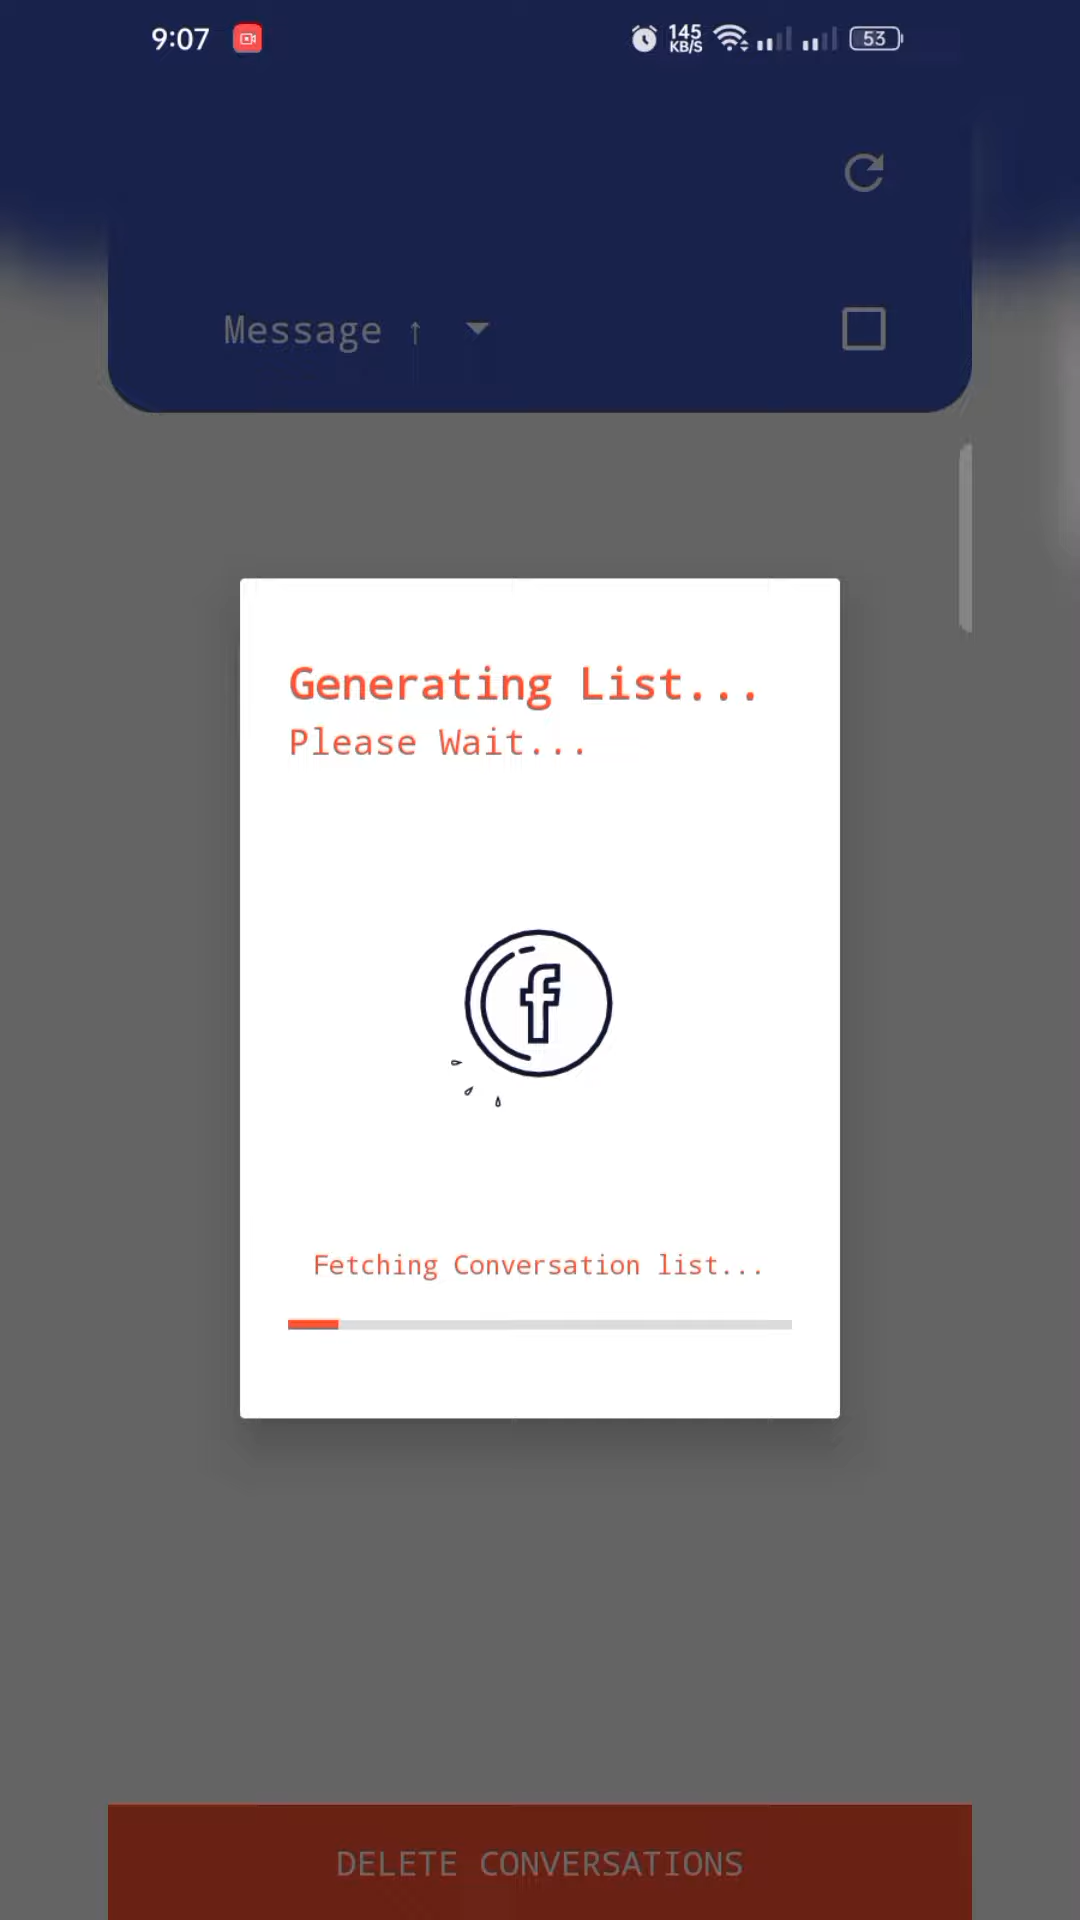 9:07
145
KB/S
53
Message ↑
Generating List...
Please Wait...
f
Fetching Conversation list...
DELETE CONVERSATIONS